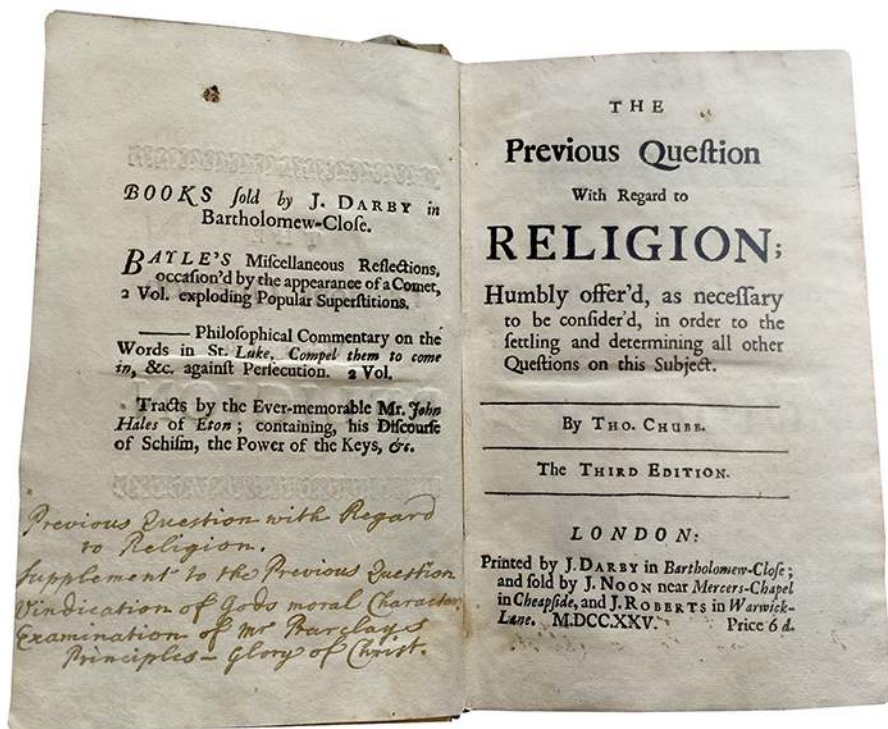 BOOKS ſold by J. DARBY in
Bartholomew-Cloſe.
BAYLE'S Miſcellaneous Reflections,
occaſion'd by the appearance of a Comet,
2 Vol. exploding Popular Superſtitions.
——— Philoſophical Commentary on the
Words in St. Luke, Compel them to come
in, &c. againſt Perſecution. 2 Vol.
Tracts by the Ever-memorable Mr. John
Hales of Eton; containing, his Diſcourſe
of Schiſm, the Power of the Keys, &c.
Previous Question with Regard
to Religion.
Supplement to the Previous Question
Vindication of Gods moral Character
Examination of mr Barclays
Principles – Glory of Christ.
THE
Previous Queſtion
With Regard to
RELIGION;
Humbly offer'd, as neceſſary
to be conſider'd, in order to the
ſettling and determining all other
Queſtions on this Subject.
By THO. CHUBB.
The THIRD EDITION.
LONDON:
Printed by J. DARBY in Bartholomew-Cloſe;
and ſold by J. NOON near Mercers-Chapel
in Cheapſide, and J. ROBERTS in Warwick-
Lane. M.DCC.XXV. Price 6 d.